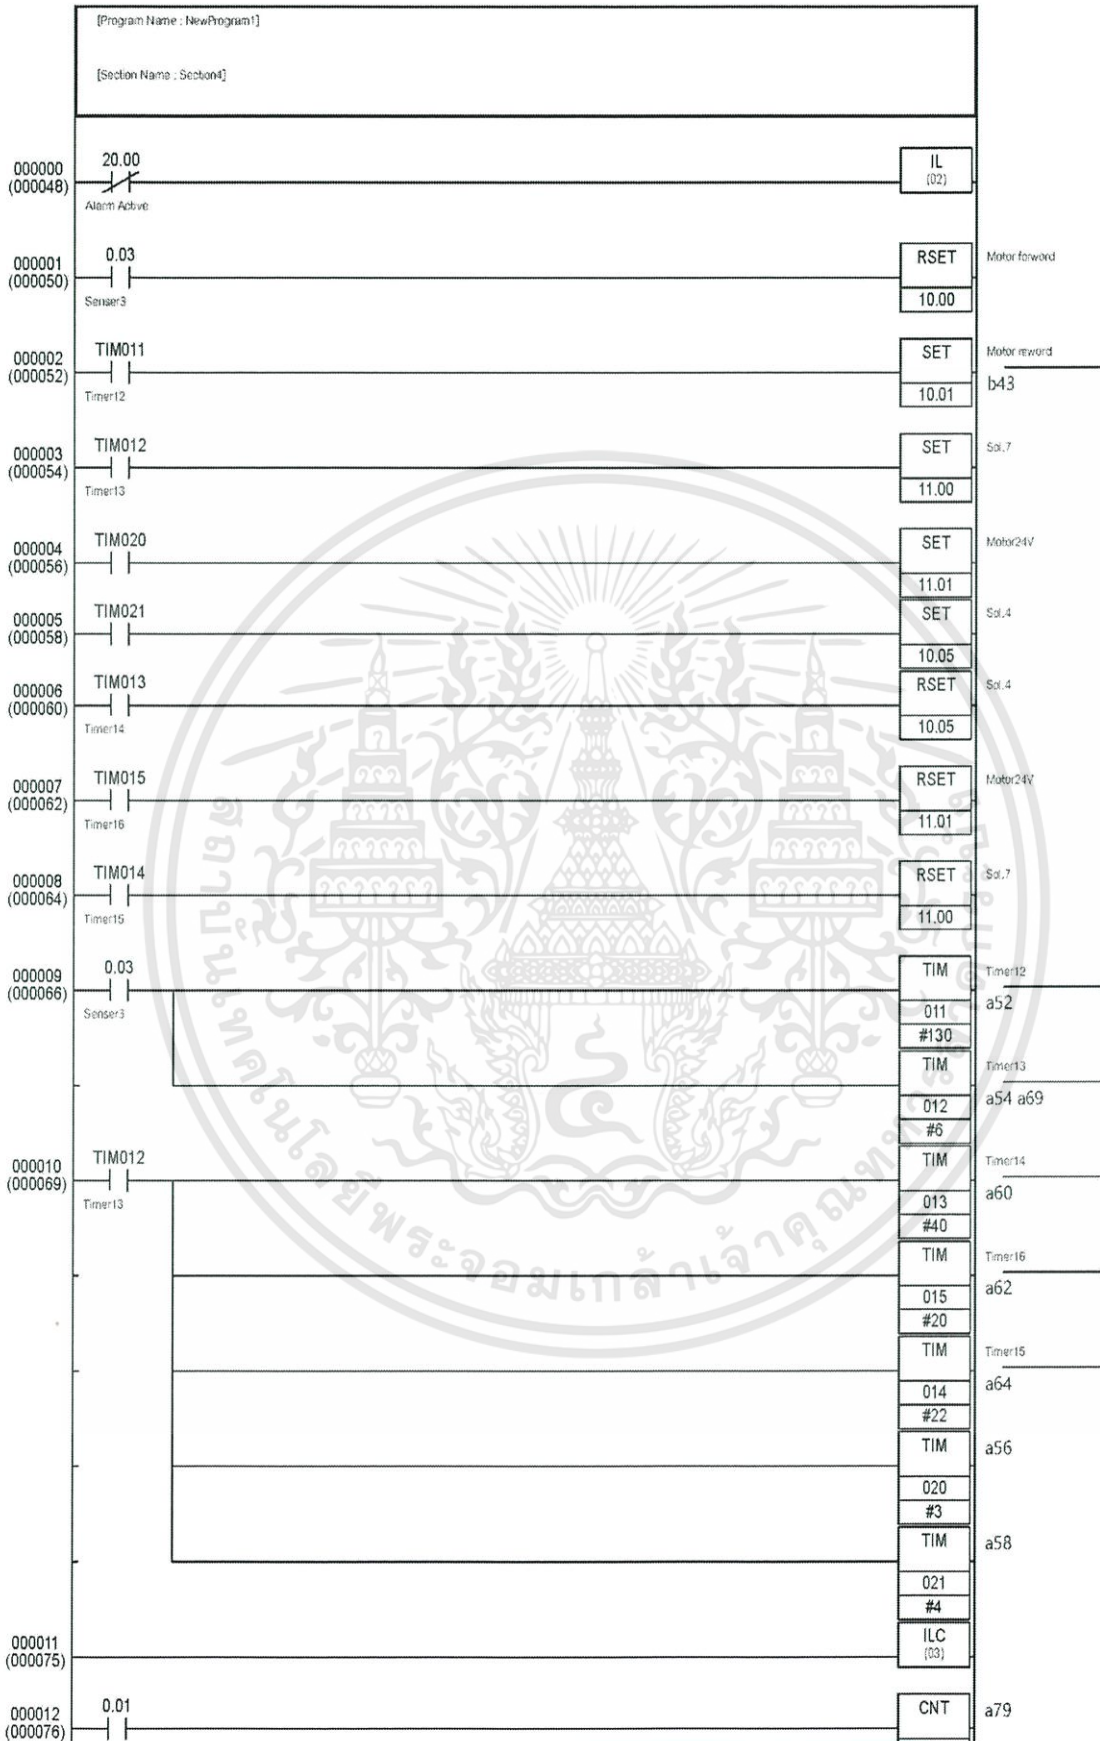 [Program Name : NewProgram1]
[Section Name : Section4]
000000
(000048)
20.00
Alarm Active
IL
(02)
000001
(000050)
0.03
Senser3
RSET
10.00
Motor forword
000002
(000052)
TIM011
Timer12
SET
10.01
Motor reword
b43
000003
(000054)
TIM012
Timer13
SET
11.00
Sol.7
000004
(000056)
TIM020
SET
11.01
Motor24V
000005
(000058)
TIM021
SET
10.05
Sol.4
000006
(000060)
TIM013
Timer14
RSET
10.05
Sol.4
000007
(000062)
TIM015
Timer16
RSET
11.01
Motor24V
000008
(000064)
TIM014
Timer15
RSET
11.00
Sol.7
000009
(000066)
0.03
Senser3
TIM
011
#130
Timer12
a52
TIM
012
#6
Timer13
a54 a69
000010
(000069)
TIM012
Timer13
TIM
013
#40
Timer14
a60
TIM
015
#20
Timer16
a62
TIM
014
#22
Timer15
a64
TIM
020
#3
a56
TIM
021
#4
a58
000011
(000075)
ILC
(03)
000012
(000076)
0.01
CNT
a79